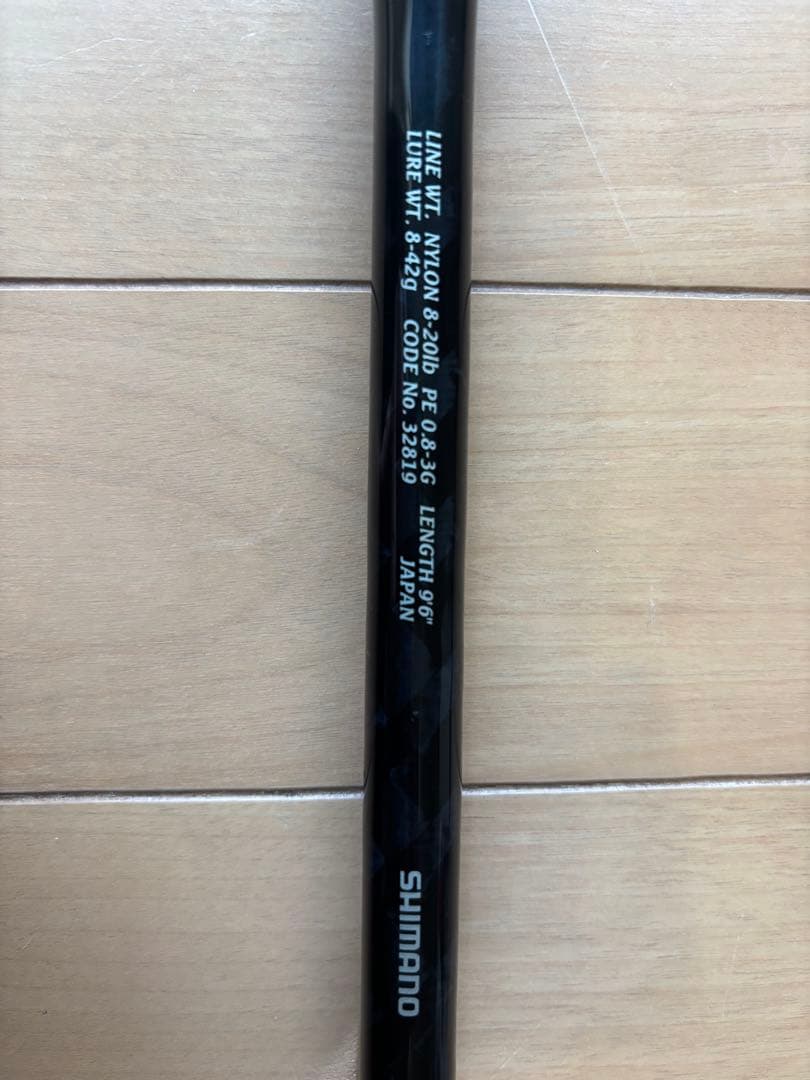 LINE WT. NYLON 8-20lb PE 0.8-3G LENGTH 9'6"
LURE WT. 8-42g CODE No. 32819 JAPAN
SHIMANO